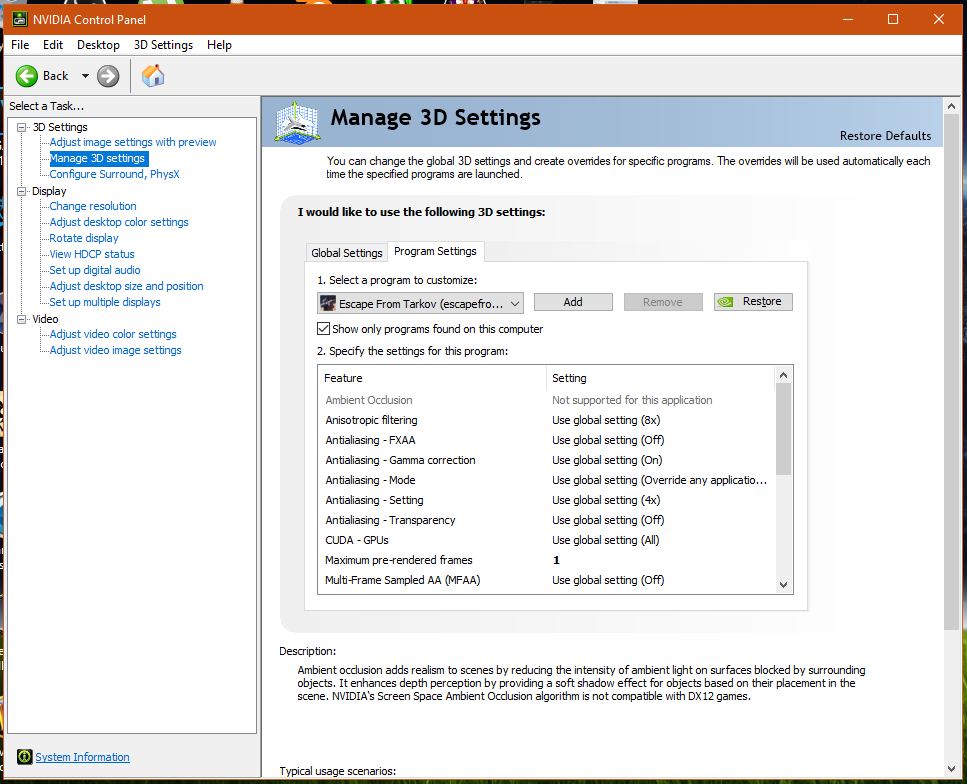 NVIDIA Control Panel
File Edit Desktop 3D Settings Help
Back
Select a Task...
3D Settings
Adjust image settings with preview
Manage 3D settings
Configure Surround, PhysX
Display
Change resolution
Adjust desktop color settings
Rotate display
View HDCP status
Set up digital audio
Adjust desktop size and position
Set up multiple displays
Video
Adjust video color settings
Adjust video image settings
System Information
Manage 3D Settings
Restore Defaults
You can change the global 3D settings and create overrides for specific programs. The overrides will be used automatically each
time the specified programs are launched.
I would like to use the following 3D settings:
Global Settings Program Settings
1. Select a program to customize:
Escape From Tarkov (escapefro... Add Remove Restore
Show only programs found on this computer
2. Specify the settings for this program:
Feature Setting
Ambient Occlusion Not supported for this application
Anisotropic filtering Use global setting (8x)
Antialiasing - FXAA Use global setting (Off)
Antialiasing - Gamma correction Use global setting (On)
Antialiasing - Mode Use global setting (Override any applicatio...
Antialiasing - Setting Use global setting (4x)
Antialiasing - Transparency Use global setting (Off)
CUDA - GPUs Use global setting (All)
Maximum pre-rendered frames 1
Multi-Frame Sampled AA (MFAA) Use global setting (Off)
Description:
Ambient occlusion adds realism to scenes by reducing the intensity of ambient light on surfaces blocked by surrounding
objects. It enhances depth perception by providing a soft shadow effect for objects based on their placement in the
scene. NVIDIA's Screen Space Ambient Occlusion algorithm is not compatible with DX12 games.
Typical usage scenarios: